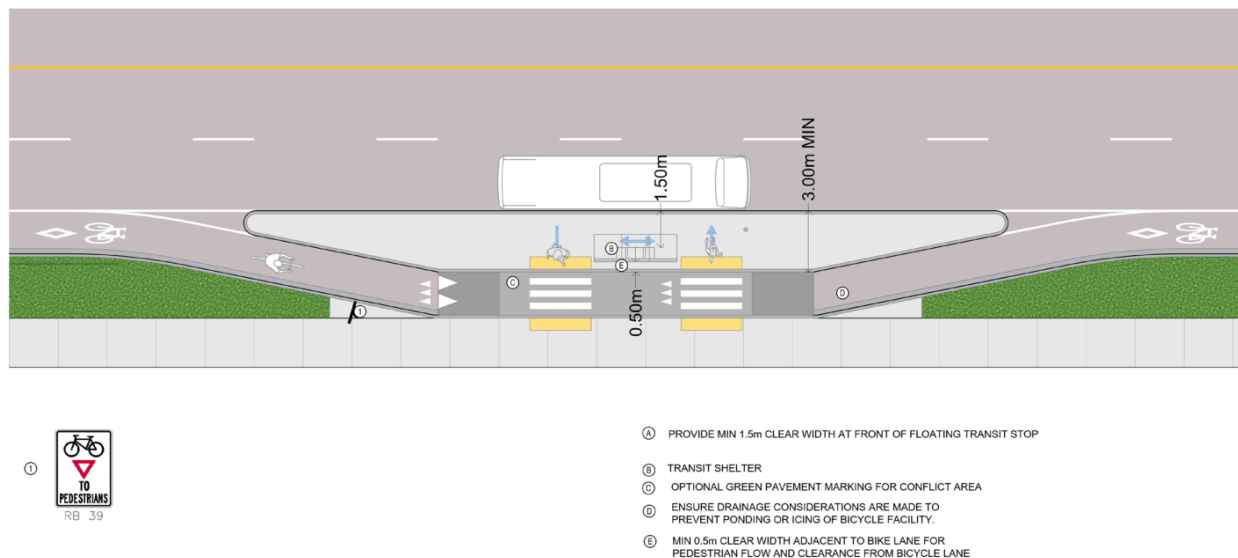 1.50m
3.00m MIN
B
E
C
0.50m
D
1
1
TO
PEDESTRIANS
RB 39
A PROVIDE MIN 1.5m CLEAR WIDTH AT FRONT OF FLOATING TRANSIT STOP
B TRANSIT SHELTER
C OPTIONAL GREEN PAVEMENT MARKING FOR CONFLICT AREA
D ENSURE DRAINAGE CONSIDERATIONS ARE MADE TO
PREVENT PONDING OR ICING OF BICYCLE FACILITY.
E MIN 0.5m CLEAR WIDTH ADJACENT TO BIKE LANE FOR
PEDESTRIAN FLOW AND CLEARANCE FROM BICYCLE LANE